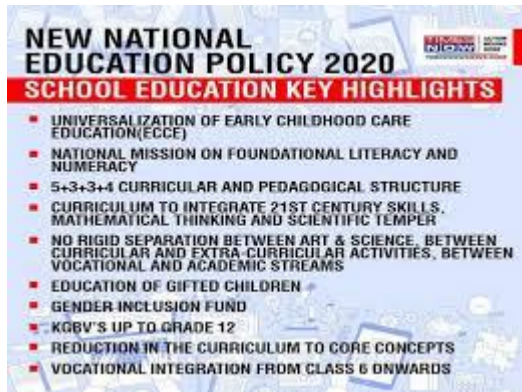 NEW NATIONAL
EDUCATION POLICY 2020
TIMES
NOW
SCHOOL EDUCATION KEY HIGHLIGHTS
UNIVERSALIZATION OF EARLY CHILDHOOD CARE
EDUCATION(ECCE)
NATIONAL MISSION ON FOUNDATIONAL LITERACY AND
NUMERACY
5+3+3+4 CURRICULAR AND PEDAGOGICAL STRUCTURE
CURRICULUM TO INTEGRATE 21ST CENTURY SKILLS,
MATHEMATICAL THINKING AND SCIENTIFIC TEMPER
NO RIGID SEPARATION BETWEEN ART & SCIENCE, BETWEEN
CURRICULAR AND EXTRA-CURRICULAR ACTIVITIES, BETWEEN
VOCATIONAL AND ACADEMIC STREAMS
EDUCATION OF GIFTED CHILDREN
GENDER INCLUSION FUND
KGBV'S UP TO GRADE 12
REDUCTION IN THE CURRICULUM TO CORE CONCEPTS
VOCATIONAL INTEGRATION FROM CLASS 6 ONWARDS